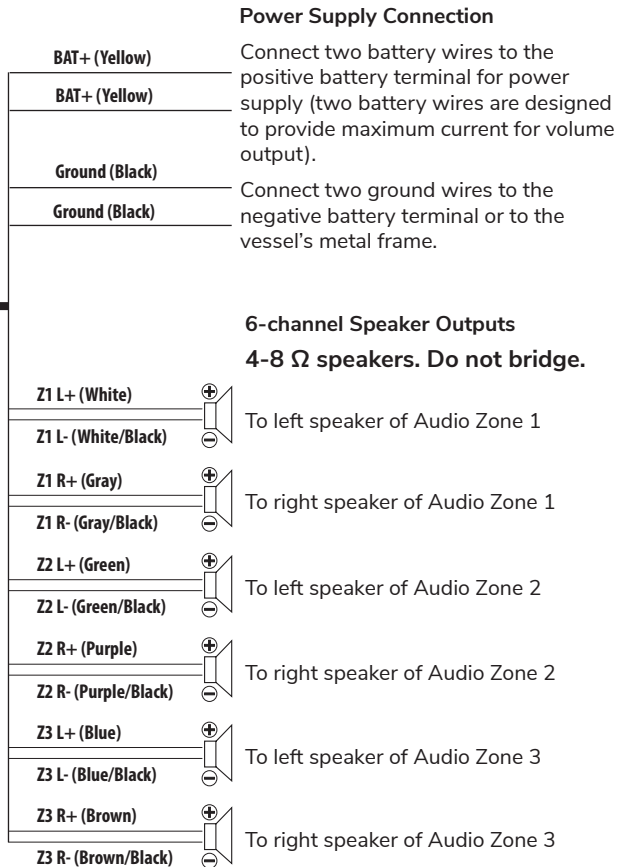 Power Supply Connection
BAT+ (Yellow)
BAT+ (Yellow)
Connect two battery wires to the
positive battery terminal for power
supply (two battery wires are designed
to provide maximum current for volume
output).
Ground (Black)
Ground (Black)
Connect two ground wires to the
negative battery terminal or to the
vessel's metal frame.
6-channel Speaker Outputs
4-8 Ω speakers. Do not bridge.
Z1 L+ (White)
Z1 L- (White/Black)
To left speaker of Audio Zone 1
Z1 R+ (Gray)
Z1 R- (Gray/Black)
To right speaker of Audio Zone 1
Z2 L+ (Green)
Z2 L- (Green/Black)
To left speaker of Audio Zone 2
Z2 R+ (Purple)
Z2 R- (Purple/Black)
To right speaker of Audio Zone 2
Z3 L+ (Blue)
Z3 L- (Blue/Black)
To left speaker of Audio Zone 3
Z3 R+ (Brown)
Z3 R- (Brown/Black)
To right speaker of Audio Zone 3